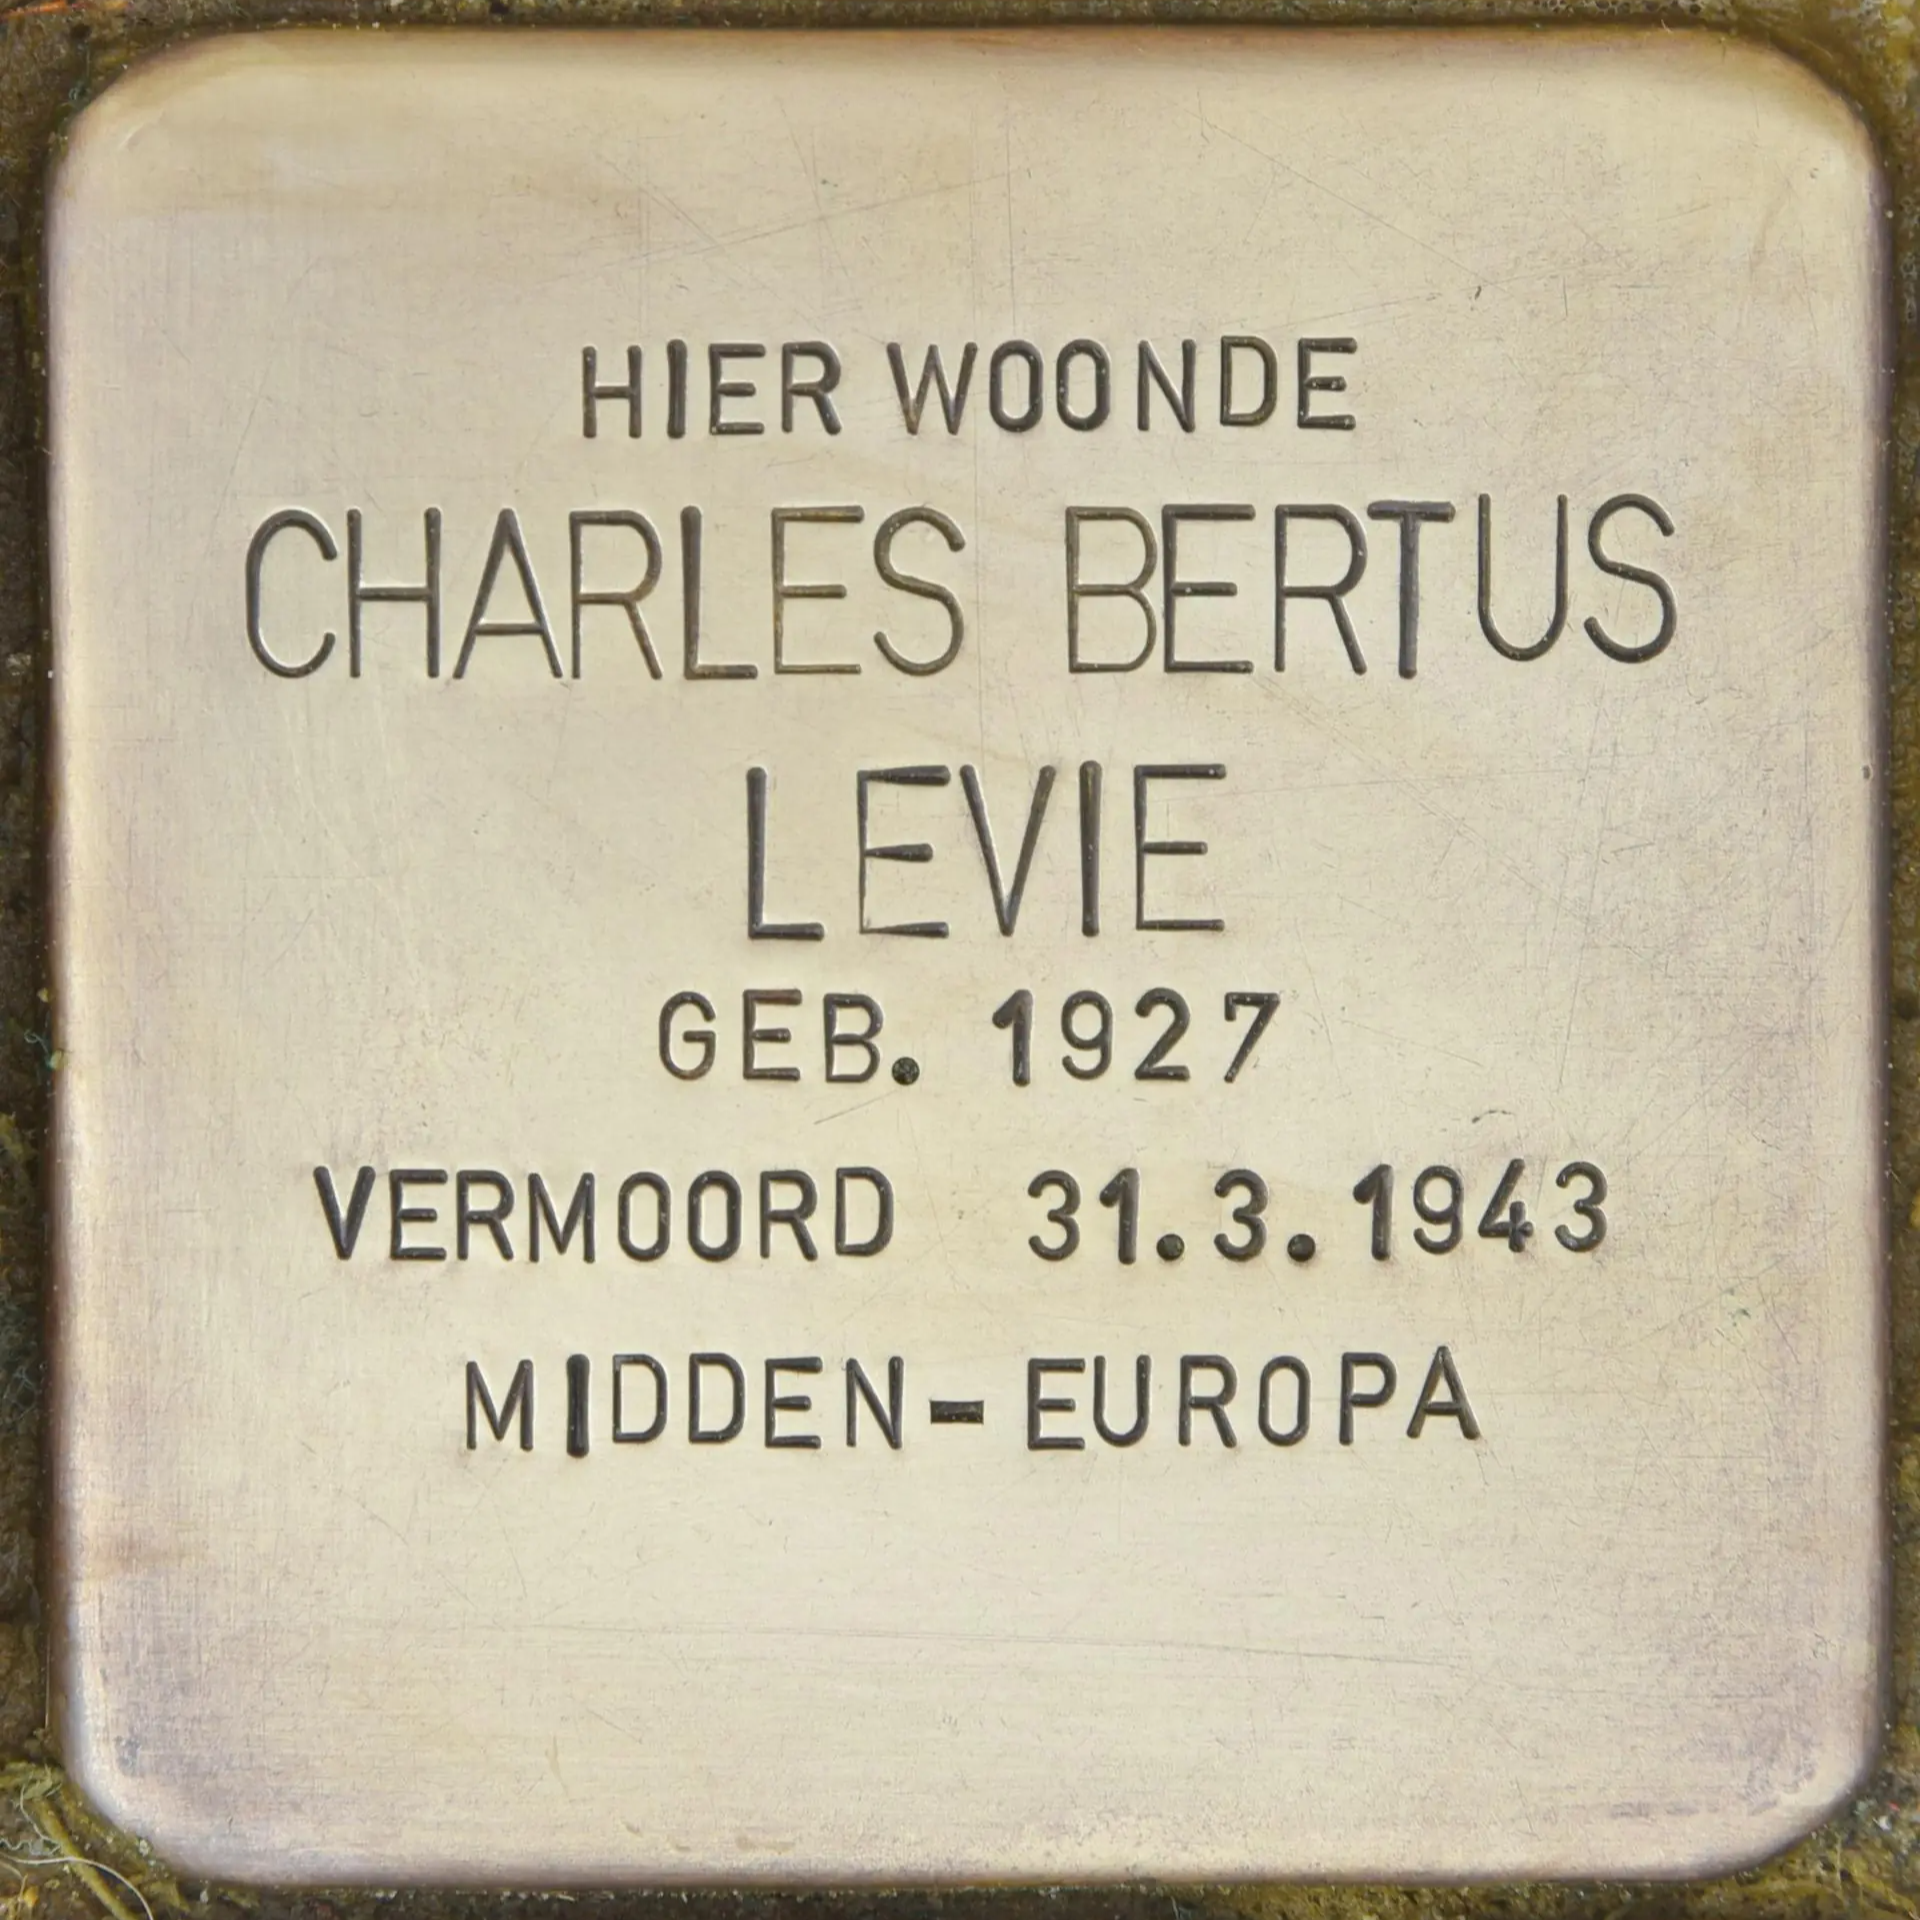 HIER WOONDE
CHARLES BERTUS
LEVIE
GEB. 1927
VERMOORD 31.3.1943
MIDDEN-EUROPA